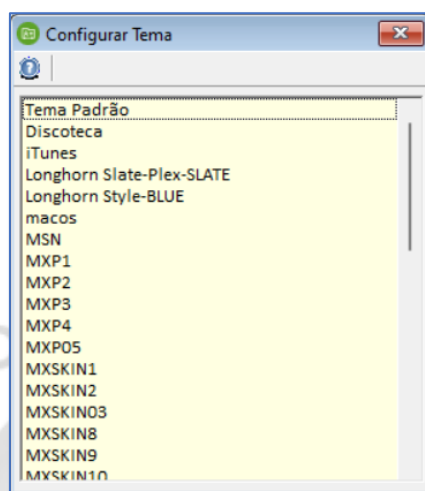 Configurar Tema
Tema Padrão
Discoteca
iTunes
Longhorn Slate-Plex-SLATE
Longhorn Style-BLUE
macos
MSN
MXP1
MXP2
MXP3
MXP4
MXP05
MXSKIN1
MXSKIN2
MXSKIN03
MXSKIN8
MXSKIN9
MXSKIN10